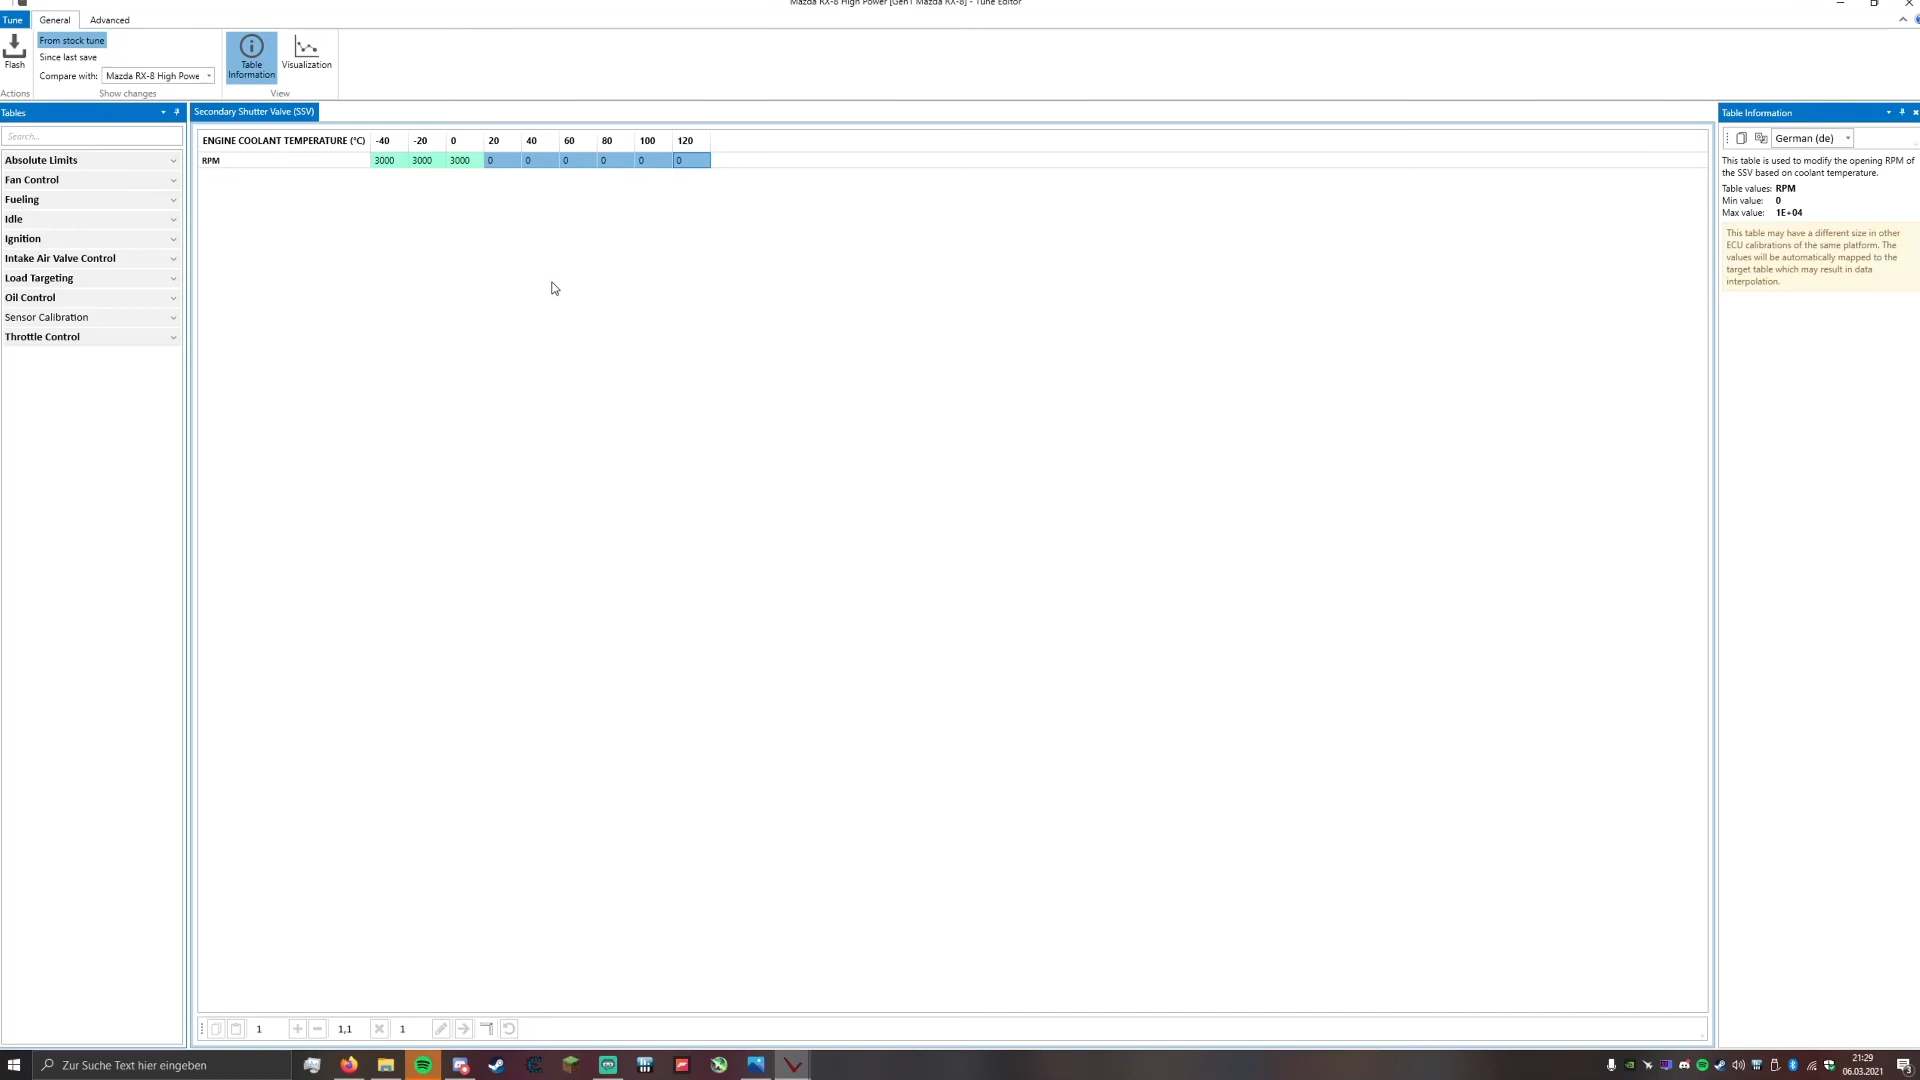 Mazda RX-8 High Power [Gen1 Mazda RX-8] - Tune Editor
Tune
General
Advanced
Flash
From stock tune
Since last save
Compare with:
Mazda RX-8 High Powe
Table
Information
Visualization
Actions
Show changes
View
Tables
Search...
Absolute Limits
Fan Control
Fueling
Idle
Ignition
Intake Air Valve Control
Load Targeting
Oil Control
Sensor Calibration
Throttle Control
Secondary Shutter Valve (SSV)
ENGINE COOLANT TEMPERATURE (°C) -40 -20 0 20 40 60 80 100 120
RPM 3000 3000 3000 0 0 0 0 0 0
1 1,1 1
Table Information
German (de)
This table is used to modify the opening RPM of
the SSV based on coolant temperature.
Table values: RPM
Min value: 0
Max value: 1E+04
This table may have a different size in other
ECU calibrations of the same platform. The
values will be automatically mapped to the
target table which may result in data
interpolation.
Zur Suche Text hier eingeben
21:29
06.03.2021
3